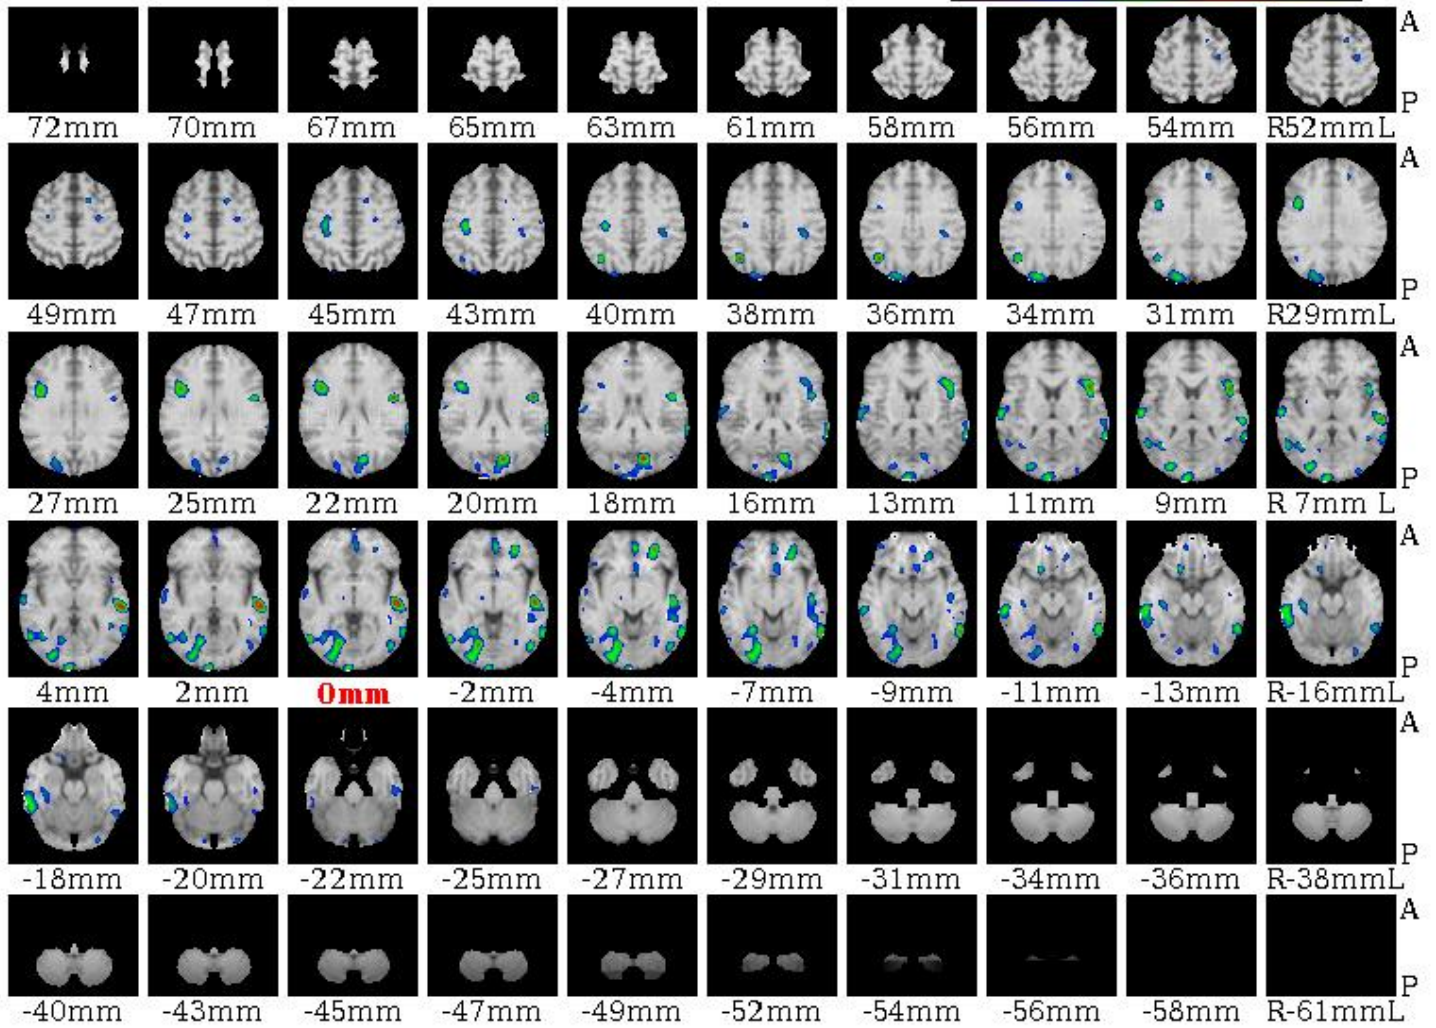 A
P
72mm 70mm 67mm 65mm 63mm 61mm 58mm 56mm 54mm R52mmL
A
P
49mm 47mm 45mm 43mm 40mm 38mm 36mm 34mm 31mm R29mmL
A
P
27mm 25mm 22mm 20mm 18mm 16mm 13mm 11mm 9mm R 7mm L
A
P
4mm 2mm 0mm -2mm -4mm -7mm -9mm -11mm -13mm R-16mmL
A
P
-18mm -20mm -22mm -25mm -27mm -29mm -31mm -34mm -36mm R-38mmL
A
P
-40mm -43mm -45mm -47mm -49mm -52mm -54mm -56mm -58mm R-61mmL